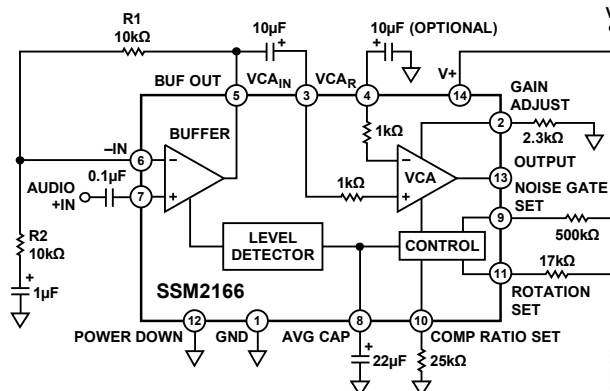 R1
10kΩ
10µF
+
10µF (OPTIONAL)
+
V
BUF OUT
VCAIN
VCAR
V+
5
3
4
14
GAIN
ADJUST
2
2.3kΩ
BUFFER
1kΩ
–IN
6
–
0.1µF
AUDIO
+IN
7
+
–
VCA
1kΩ
+
OUTPUT
13
NOISE GATE
SET
9
500kΩ
R2
10kΩ
LEVEL
DETECTOR
CONTROL
17kΩ
11
ROTATION
SET
+
1µF
SSM2166
12
1
8
10
POWER DOWN
GND
AVG CAP
COMP RATIO SET
+
22µF
25kΩ